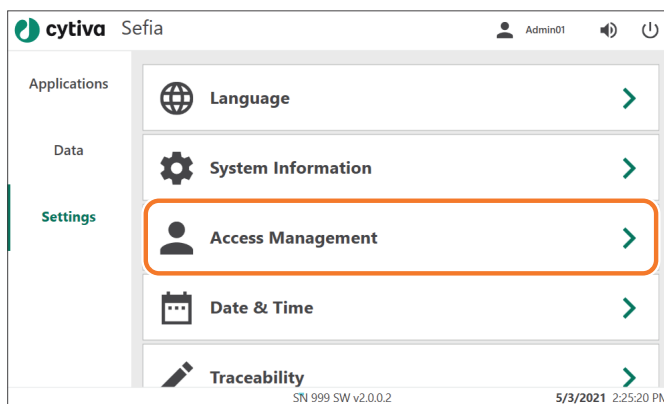 cytiva Sefia Admin01
Applications
Data
Settings
Language
System Information
Access Management
Date & Time
Traceability
SN 999 SW v2.0.0.2 5/3/2021 2:25:20 PM